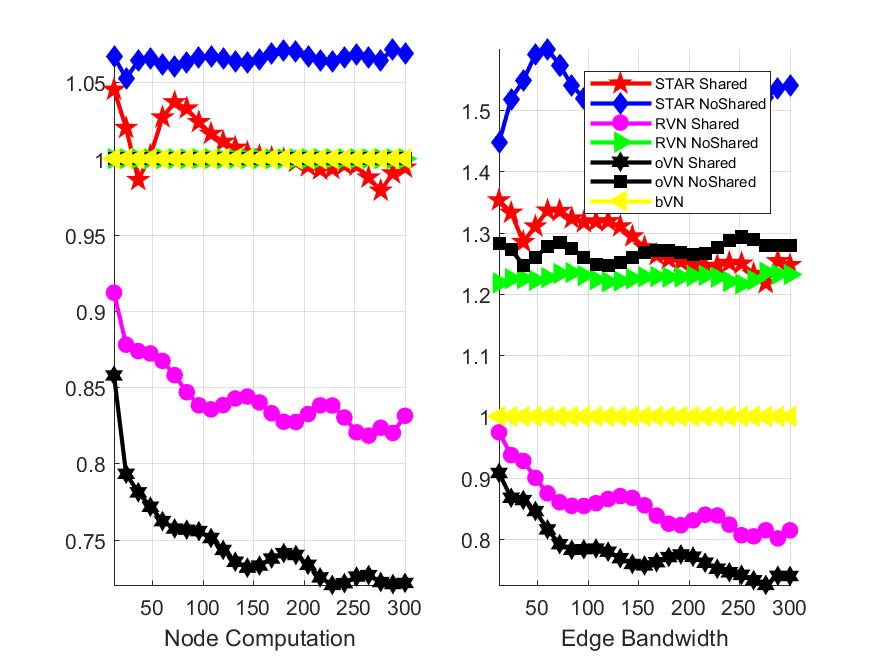 1.05
1
0.95
0.9
0.85
0.8
0.75
50 100 150 200 250 300
Node Computation
1.5
1.4
1.3
1.2
1.1
1
0.9
0.8
50 100 150 200 250 300
Edge Bandwidth
STAR Shared
STAR NoShared
RVN Shared
RVN NoShared
oVN Shared
oVN NoShared
bVN